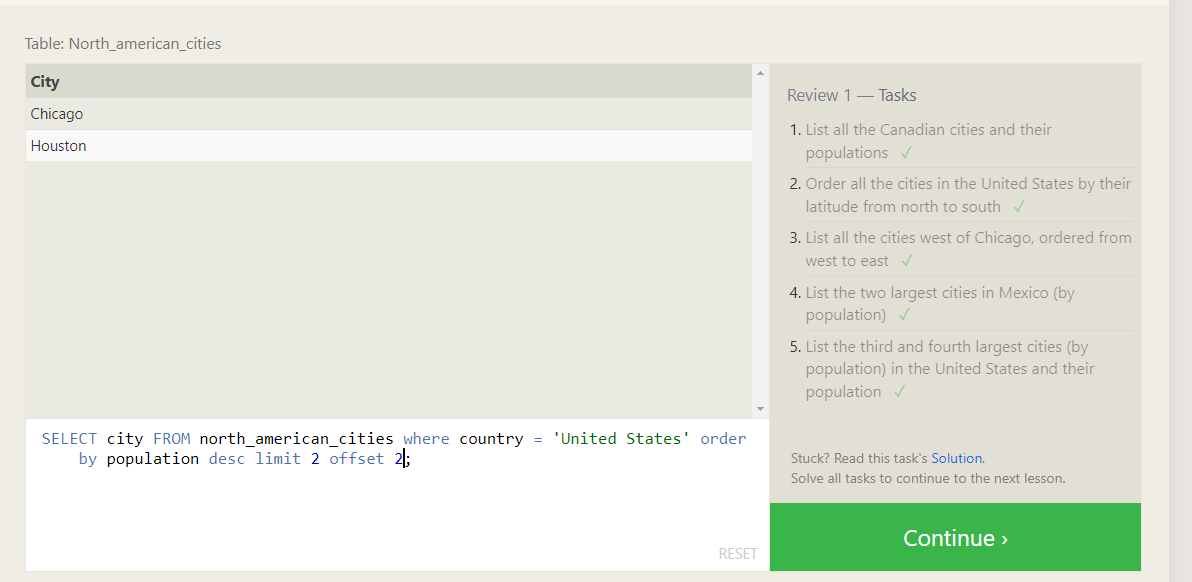 Table: North_american_cities
City
Chicago
Houston
SELECT city FROM north_american_cities where country = 'United States' order
by population desc limit 2 offset 2;
RESET
Review 1 — Tasks
1. List all the Canadian cities and their
populations ✓
2. Order all the cities in the United States by their
latitude from north to south ✓
3. List all the cities west of Chicago, ordered from
west to east ✓
4. List the two largest cities in Mexico (by
population) ✓
5. List the third and fourth largest cities (by
population) in the United States and their
population ✓
Stuck? Read this task's Solution.
Solve all tasks to continue to the next lesson.
Continue ›